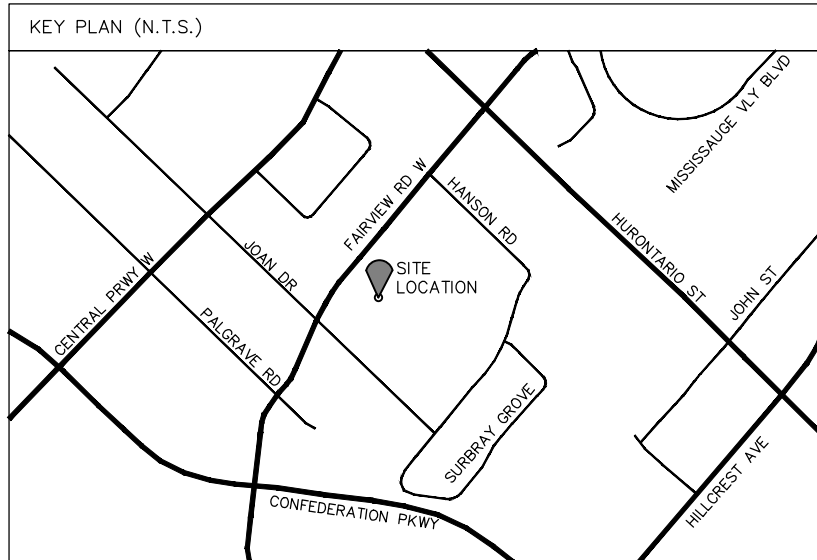 KEY PLAN (N.T.S.)
MISSISSAUGE VLY BLVD
FAIRVIEW RD W
HANSON RD
HURONTARIO ST
JOAN DR
SITE
LOCATION
JOHN ST
CENTRAL PRWY W
PALGRAVE RD
SURBRAY GROVE
HILLCREST AVE
CONFEDERATION PKWY